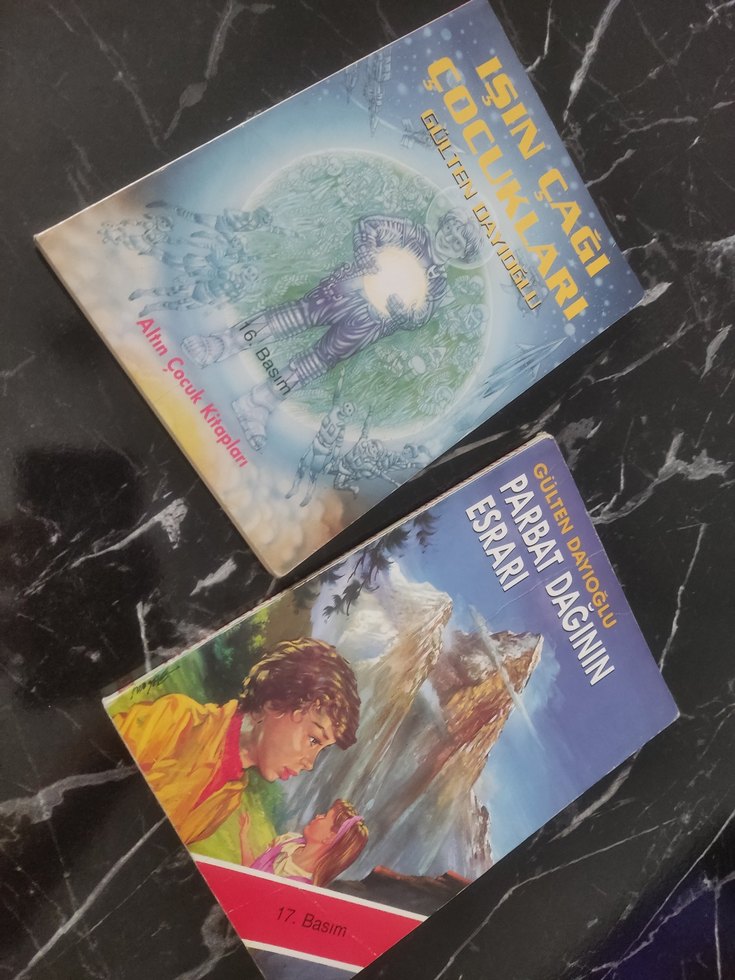 IŞIN ÇAĞI
ÇOCUKLARI
GÜLTEN DAYIOĞLU
16. Basım
Altın Çocuk Kitapları
GÜLTEN DAYIOĞLU
PARBAT DAĞININ
ESRARI
17. Basım